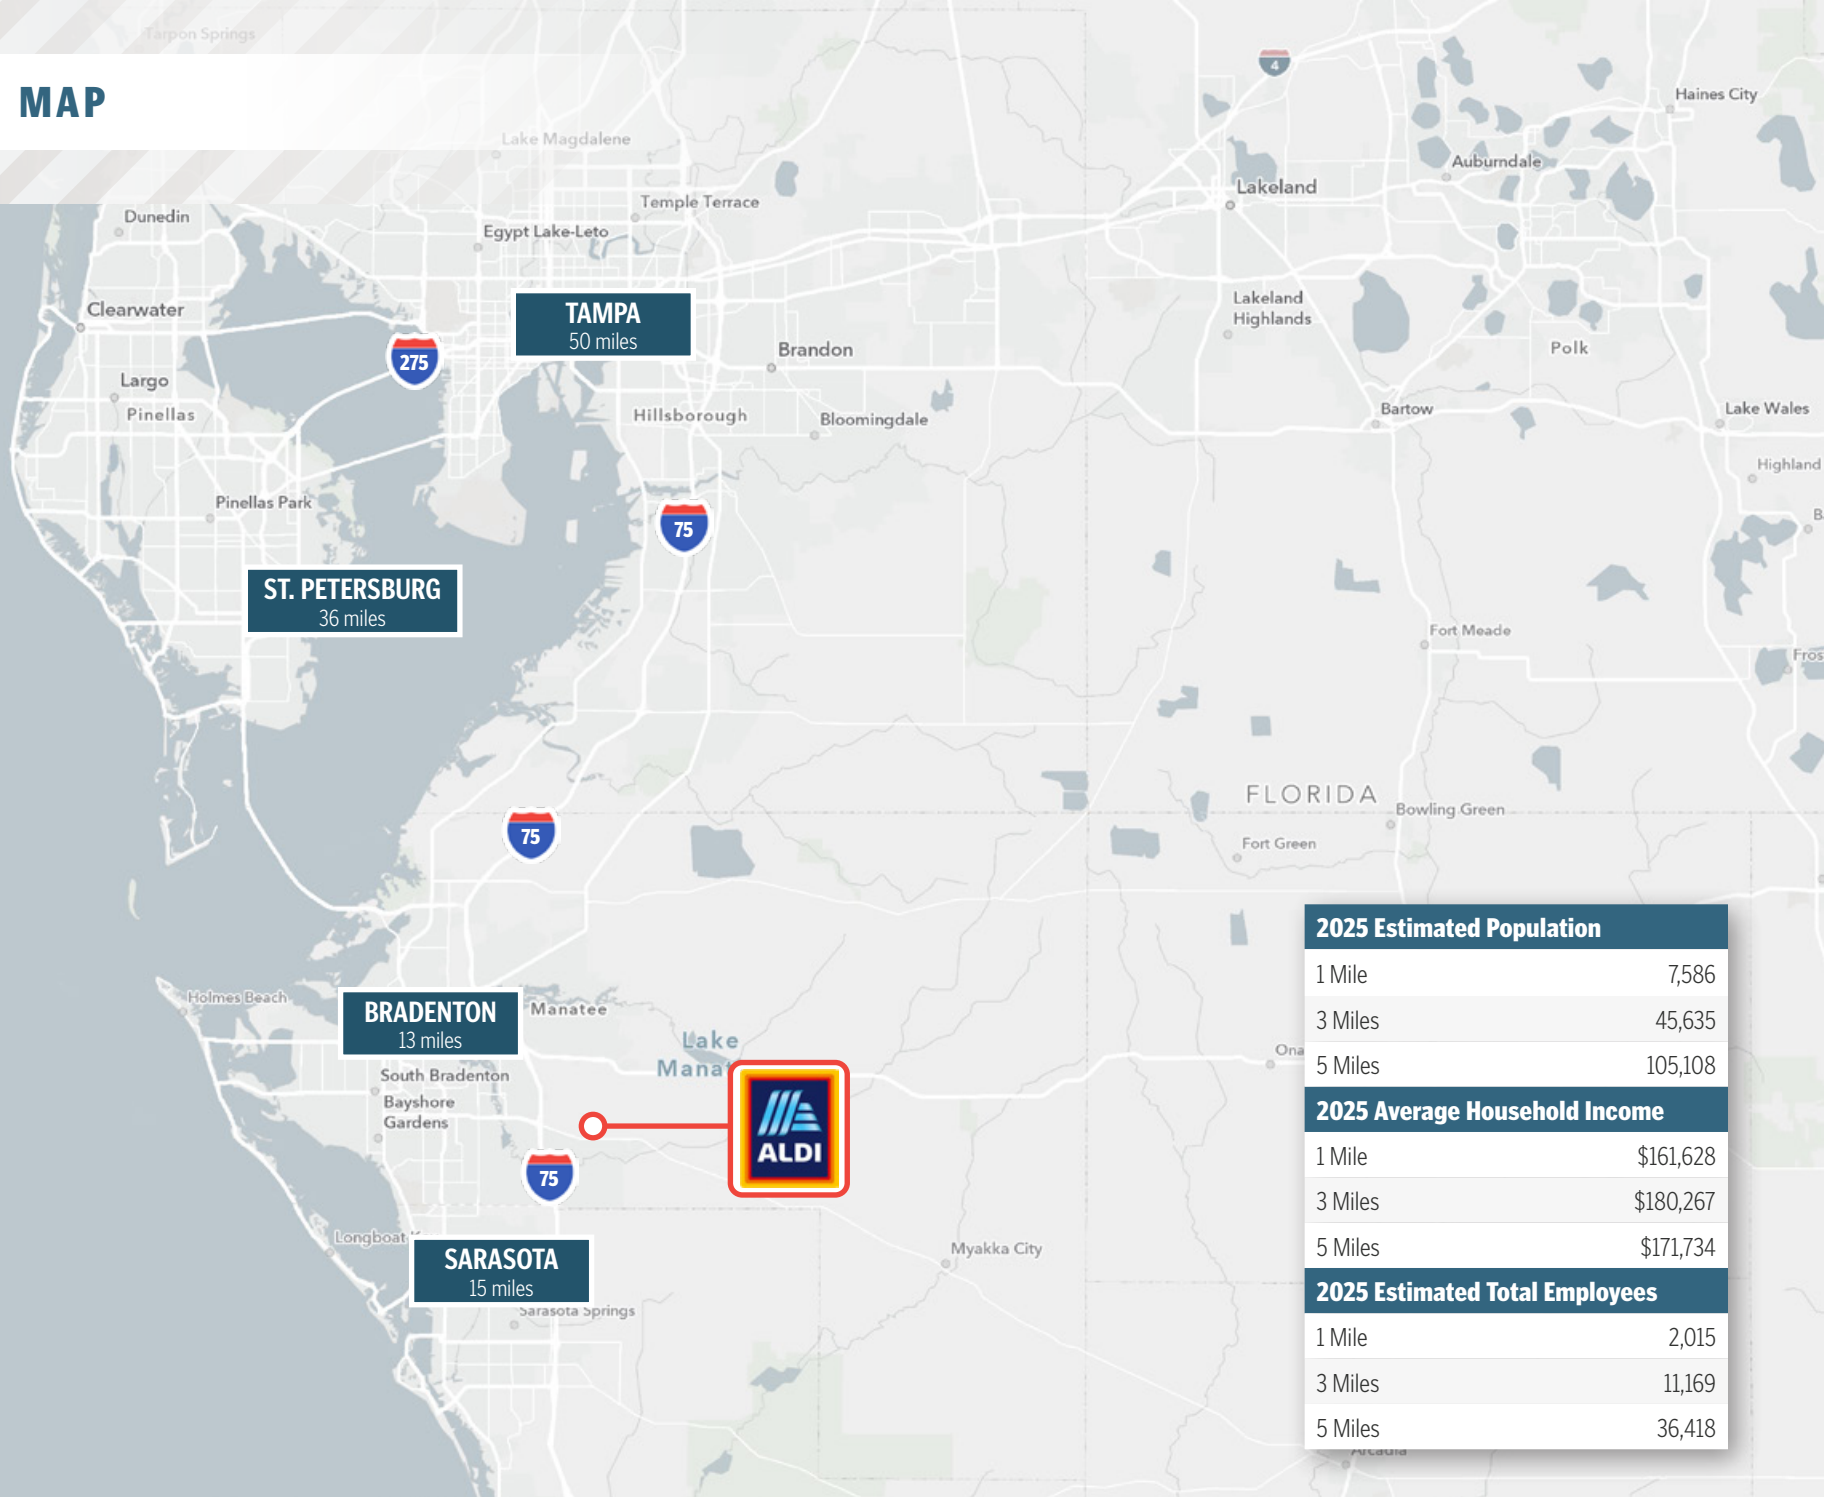 Tarpon Springs
MAP
4
Haines City
Lake Magdalene
Auburndale
Lakeland
Temple Terrace
Dunedin
Egypt Lake-Leto
Clearwater
TAMPA
50 miles
Lakeland
Highlands
275
Brandon
Polk
Largo
Pinellas
Hillsborough
Bloomingdale
Bartow
Lake Wales
Highland
Pinellas Park
75
B
ST. PETERSBURG
36 miles
Fort Meade
Fros
FLORIDA
Bowling Green
75
Fort Green
Holmes Beach
BRADENTON
13 miles
Manatee
Lake
Mana
Ona
South Bradenton
Bayshore
Gardens
ALDI
75
Longboat
SARASOTA
15 miles
Sarasota Springs
Myakka City
2025 Estimated Population
1 Mile 7,586
3 Miles 45,635
5 Miles 105,108
2025 Average Household Income
1 Mile $161,628
3 Miles $180,267
5 Miles $171,734
2025 Estimated Total Employees
1 Mile 2,015
3 Miles 11,169
5 Miles 36,418
Arcadia